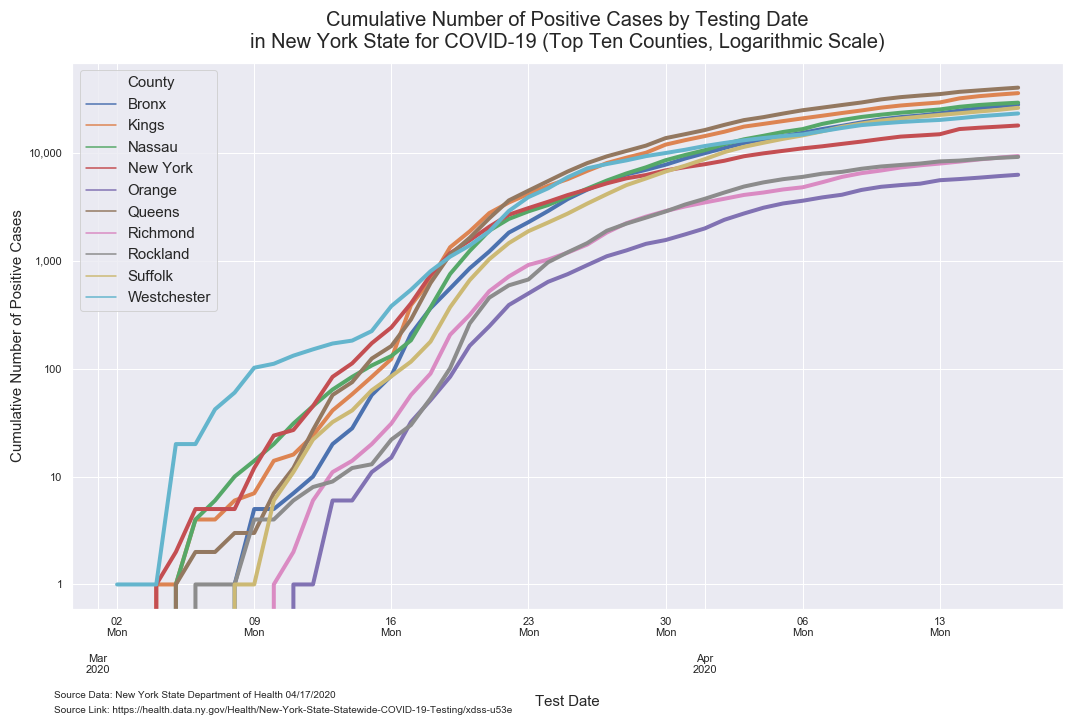 Cumulative Number of Positive Cases by Testing Date
in New York State for COVID-19 (Top Ten Counties, Logarithmic Scale)
County
Bronx
Kings
Nassau
New York
Orange
Queens
Richmond
Rockland
Suffolk
Westchester
Cumulative Number of Positive Cases
10,000
1,000
100
10
1
02 09 16 23 30 06 13
Mon Mon Mon Mon Mon Mon Mon
Mar Apr
2020 2020
Test Date
Source Data: New York State Department of Health 04/17/2020
Source Link: https://health.data.ny.gov/Health/New-York-State-Statewide-COVID-19-Testing/xdss-u53e